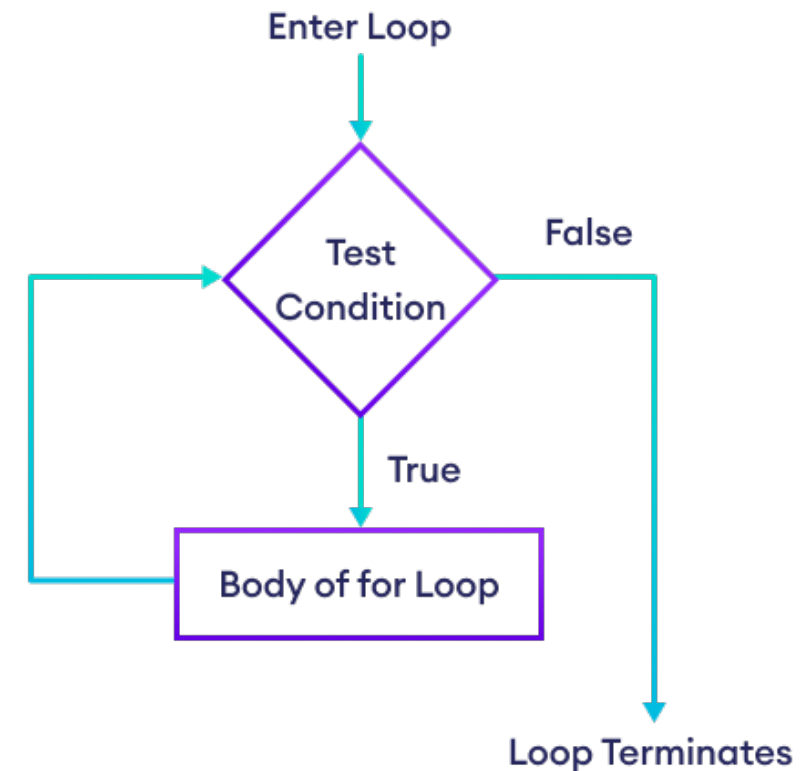 Enter Loop
False
Test
Condition
True
Body of for Loop
Loop Terminates